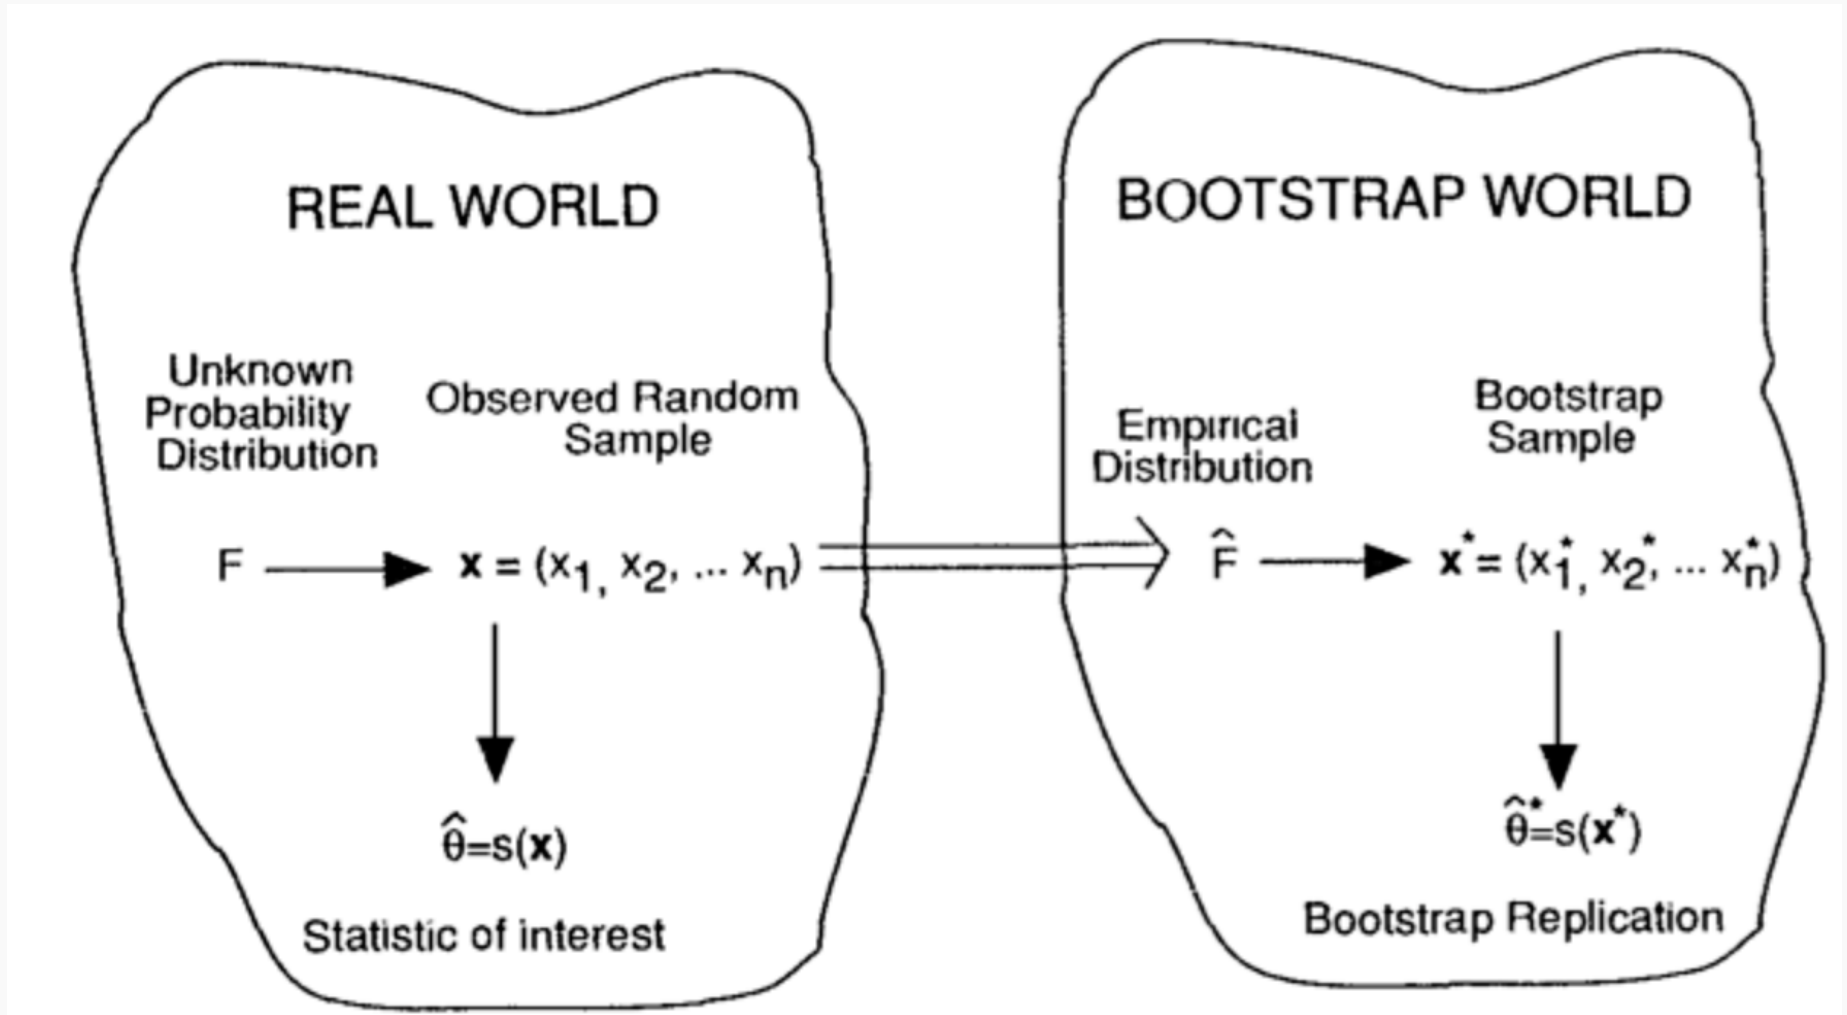 REAL WORLD
Unknown
Probability
Distribution
Observed Random
Sample
F
x = (x1, x2, ... xn)
θ̂=s(x)
Statistic of interest
BOOTSTRAP WORLD
Empirical
Distribution
Bootstrap
Sample
F̂
x* = (x1*, x2*, ... xn*)
θ̂*=s(x*)
Bootstrap Replication